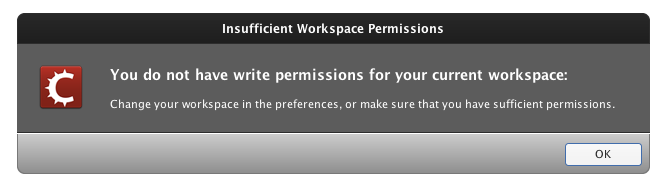 Insufficient Workspace Permissions
You do not have write permissions for your current workspace:
Change your workspace in the preferences, or make sure that you have sufficient permissions.
OK